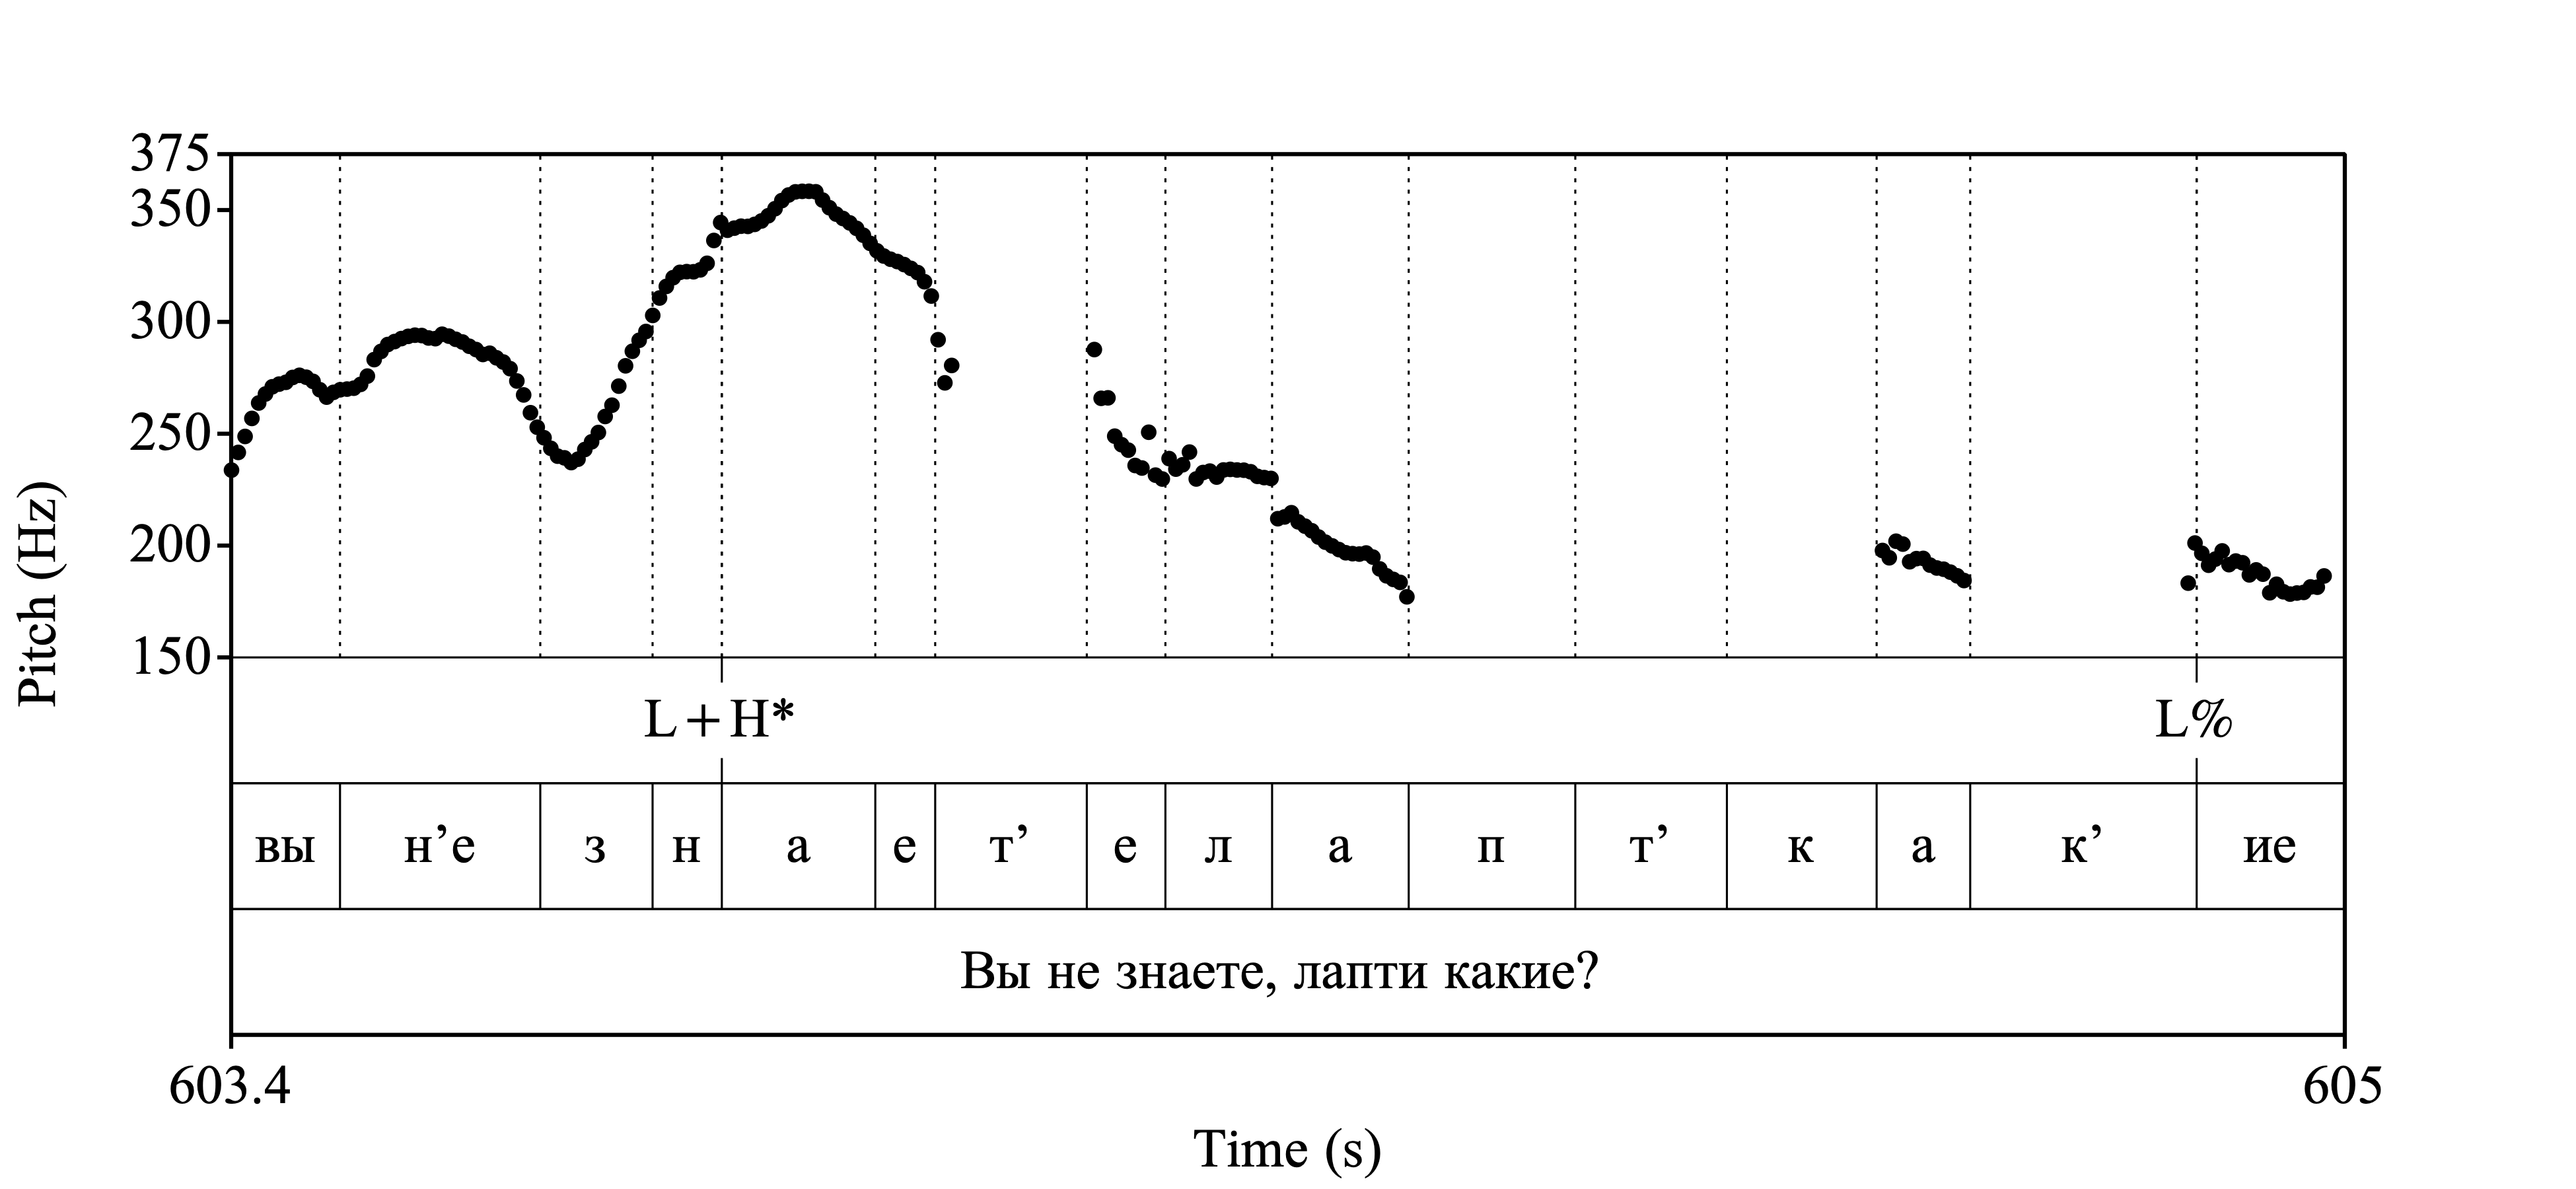 375
350
300
250
200
150
Pitch (Hz)
L+H* L%
вы н’е з н а е т’ е л а п т’ к а к’ ие
Вы не знаете, лапти какие?
603.4 605
Time (s)